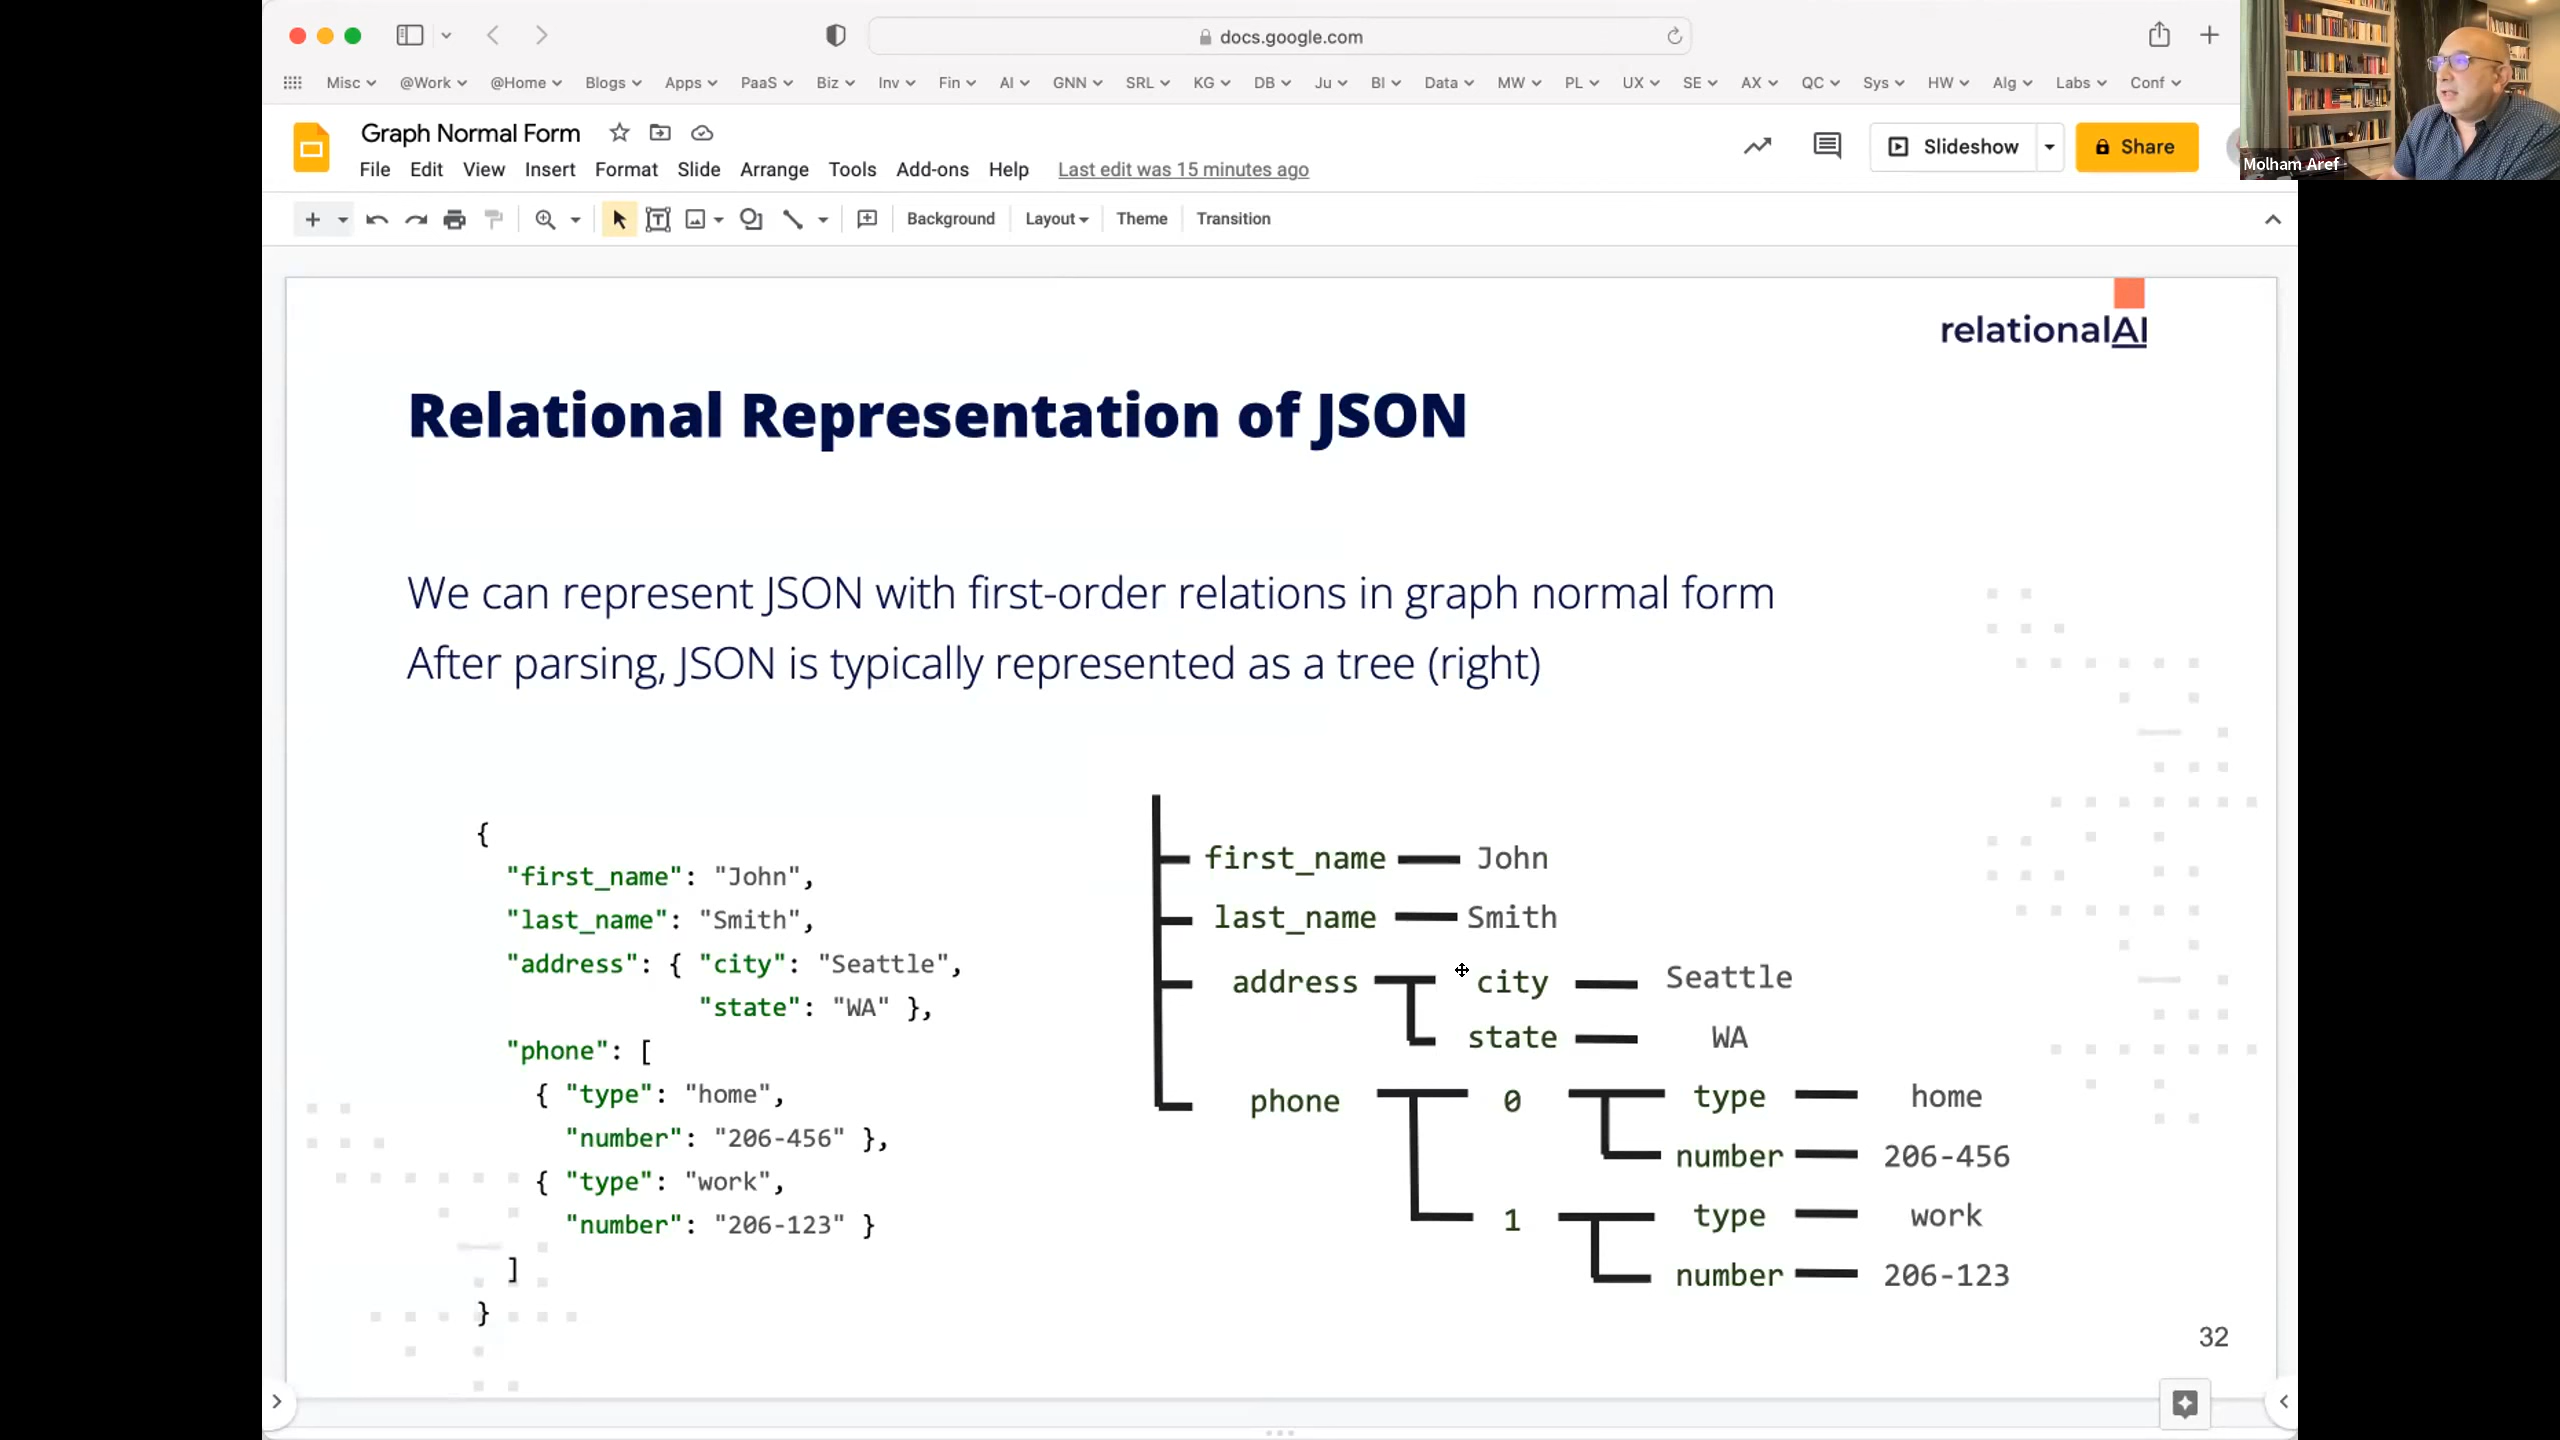 docs.google.com
Misc @Work @Home Blogs Apps PaaS Biz Inv Fin AI GNN SRL KG DB Ju BI Data MW PL UX SE AX QC Sys HW Alg Labs Conf
Graph Normal Form
File Edit View Insert Format Slide Arrange Tools Add-ons Help Last edit was 15 minutes ago
Slideshow
Share
Molham Aref
Background Layout Theme Transition
relationalAI
Relational Representation of JSON
We can represent JSON with first-order relations in graph normal form
After parsing, JSON is typically represented as a tree (right)
{
"first_name": "John",
"last_name": "Smith",
"address": { "city": "Seattle",
"state": "WA" },
"phone": [
{ "type": "home",
"number": "206-456" },
{ "type": "work",
"number": "206-123" }
]
}
first_name John
last_name Smith
address city Seattle
state WA
phone 0 type home
number 206-456
1 type work
number 206-123
32